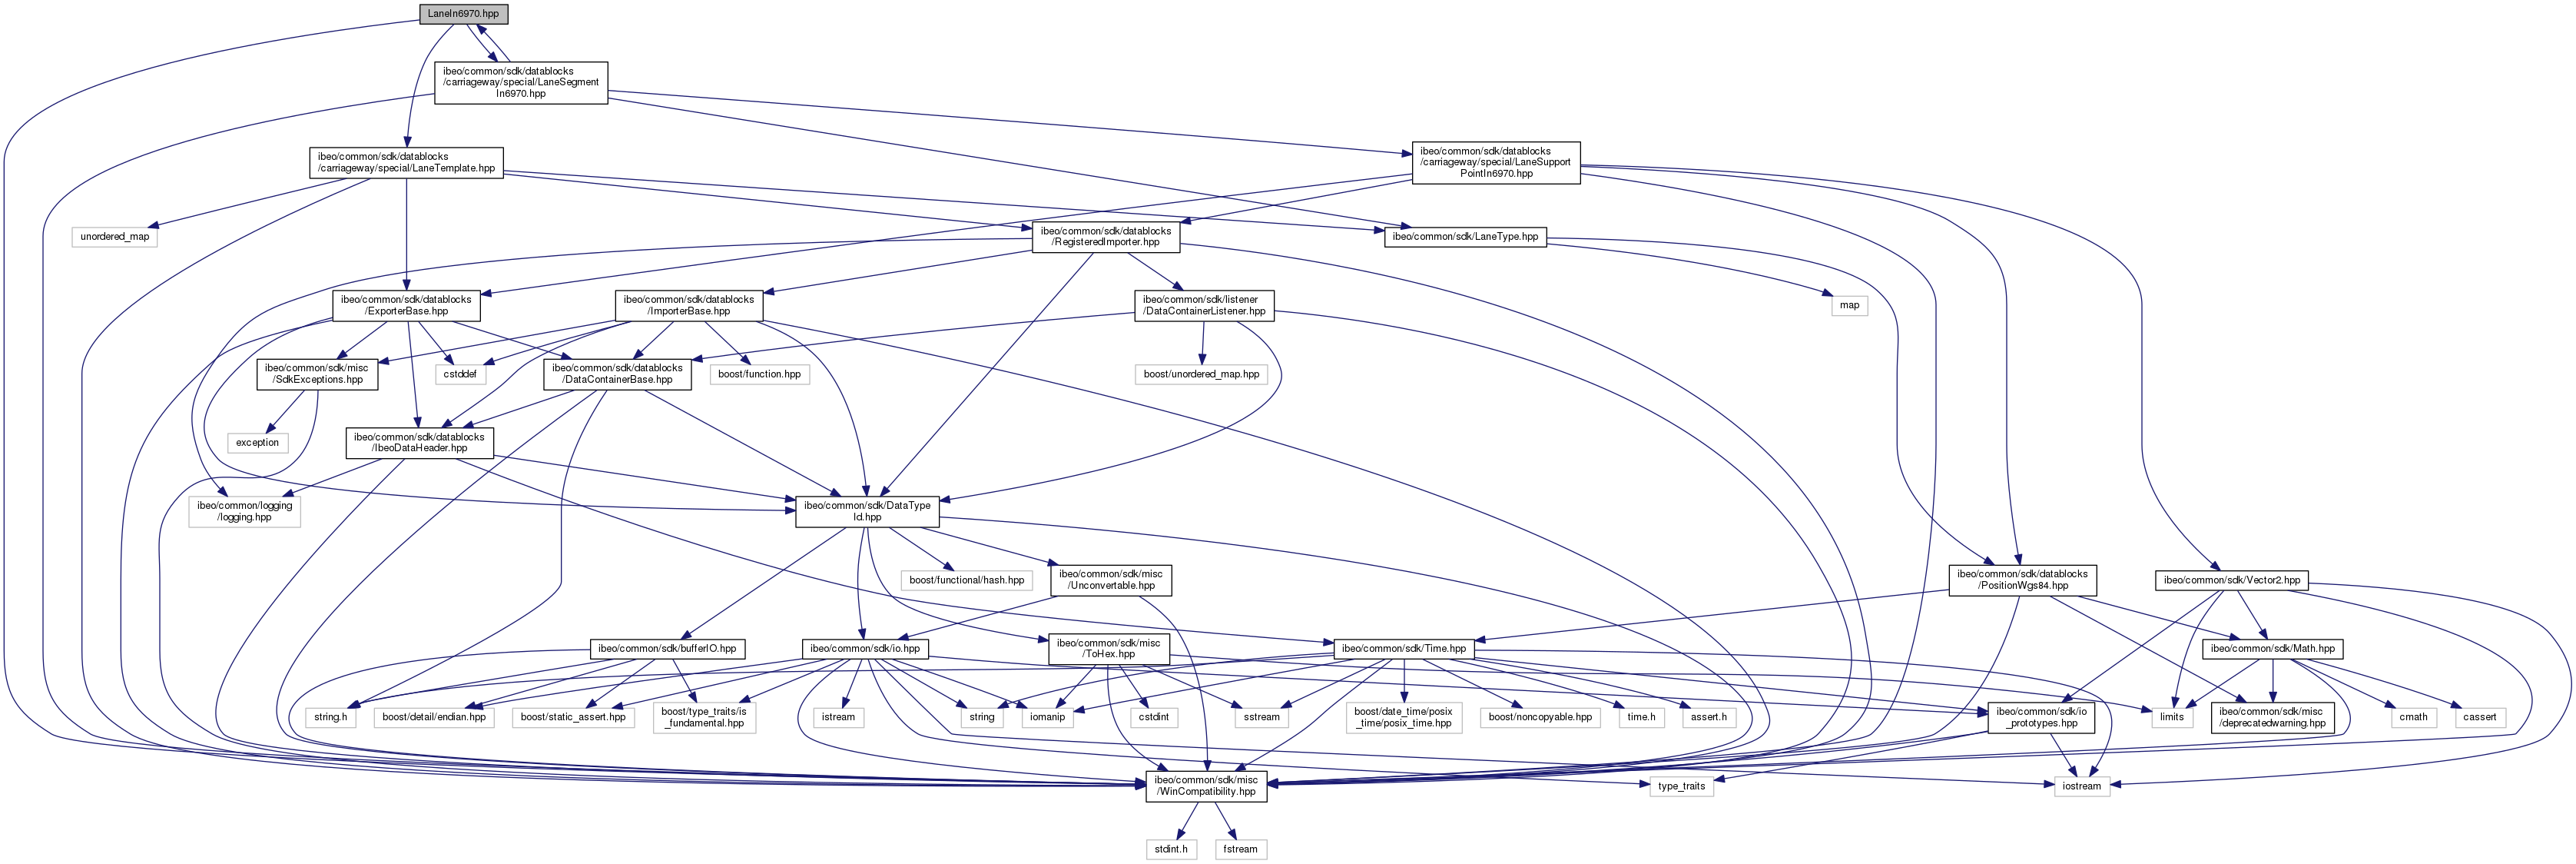 LaneIn6970.hpp
ibeo/common/sdk/datablocks
/carriageway/special/LaneSegment
In6970.hpp
ibeo/common/sdk/datablocks
/carriageway/special/LaneTemplate.hpp
ibeo/common/sdk/datablocks
/carriageway/special/LaneSupport
PointIn6970.hpp
unordered_map
ibeo/common/sdk/datablocks
/RegisteredImporter.hpp
ibeo/common/sdk/LaneType.hpp
ibeo/common/sdk/datablocks
/ExporterBase.hpp
ibeo/common/sdk/datablocks
/ImporterBase.hpp
ibeo/common/sdk/listener
/DataContainerListener.hpp
map
ibeo/common/sdk/misc
/SdkExceptions.hpp
cstddef
ibeo/common/sdk/datablocks
/DataContainerBase.hpp
boost/function.hpp
boost/unordered_map.hpp
exception
ibeo/common/sdk/datablocks
/IbeoDataHeader.hpp
ibeo/common/logging
/logging.hpp
ibeo/common/sdk/DataType
Id.hpp
boost/functional/hash.hpp
ibeo/common/sdk/misc
/Unconvertable.hpp
ibeo/common/sdk/datablocks
/PositionWgs84.hpp
ibeo/common/sdk/Vector2.hpp
ibeo/common/sdk/bufferIO.hpp
ibeo/common/sdk/io.hpp
ibeo/common/sdk/misc
/ToHex.hpp
ibeo/common/sdk/Time.hpp
ibeo/common/sdk/Math.hpp
string.h
boost/detail/endian.hpp
boost/static_assert.hpp
boost/type_traits/is
_fundamental.hpp
istream
string
iomanip
cstdint
sstream
boost/date_time/posix
_time/posix_time.hpp
boost/noncopyable.hpp
time.h
assert.h
ibeo/common/sdk/io
_prototypes.hpp
limits
ibeo/common/sdk/misc
/deprecatedwarning.hpp
cmath
cassert
ibeo/common/sdk/misc
/WinCompatibility.hpp
type_traits
iostream
stdint.h
fstream